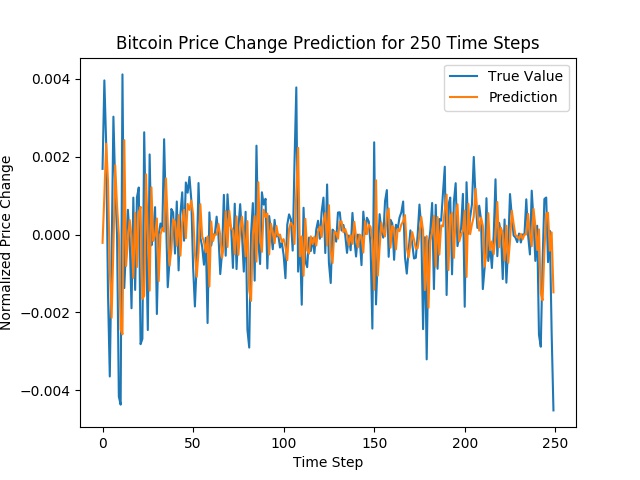 Bitcoin Price Change Prediction for 250 Time Steps
True Value
Prediction
Normalized Price Change
0.004
0.002
0.000
−0.002
−0.004
0
50
100
150
200
250
Time Step